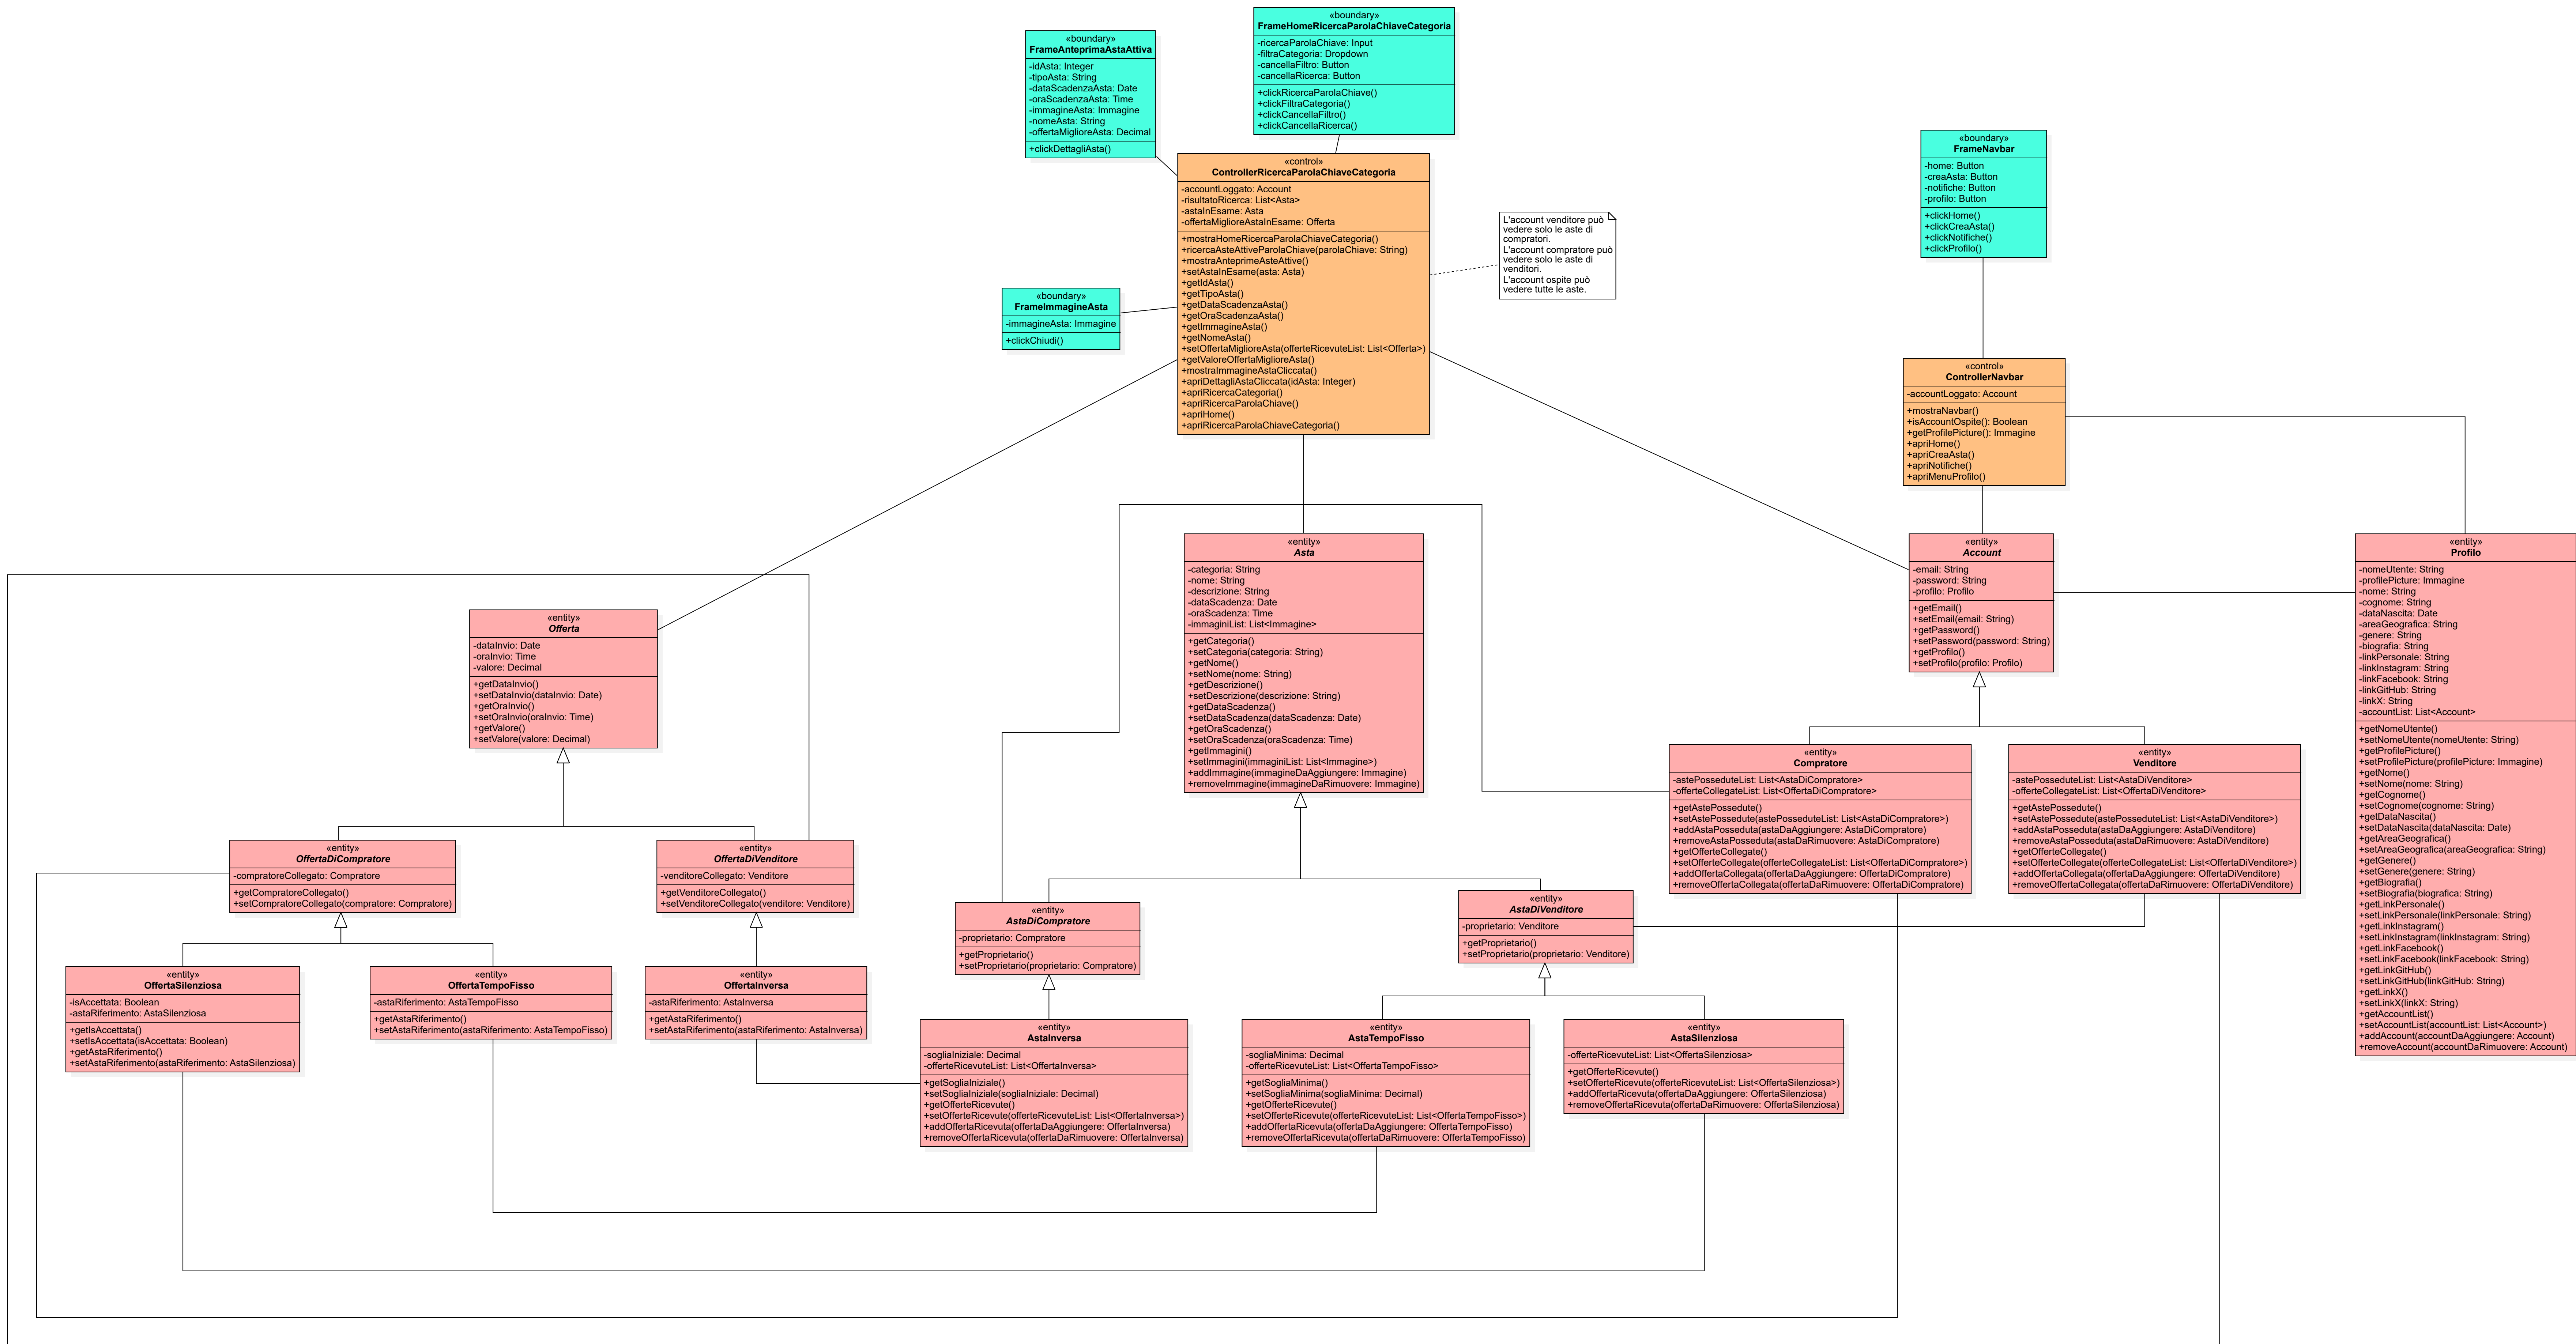 «boundary»
FrameHomeRicercaParolaChiaveCategoria
-ricercaParolaChiave: Input
-filtraCategoria: Dropdown
-cancellaFiltro: Button
-cancellaRicerca: Button
+clickRicercaParolaChiave()
+clickFiltraCategoria()
+clickCancellaFiltro()
+clickCancellaRicerca()
«boundary»
FrameAnteprimaAstaAttiva
-idAsta: Integer
-tipoAsta: String
-dataScadenzaAsta: Date
-oraScadenzaAsta: Time
-immagineAsta: Immagine
-nomeAsta: String
-offertaMiglioreAsta: Decimal
+clickDettagliAsta()
«boundary»
FrameNavbar
-home: Button
-creaAsta: Button
-notifiche: Button
-profilo: Button
+clickHome()
+clickCreaAsta()
+clickNotifiche()
+clickProfilo()
«control»
ControllerRicercaParolaChiaveCategoria
-accountLoggato: Account
-risultatoRicerca: List<Asta>
-astaInEsame: Asta
-offertaMiglioreAstaInEsame: Offerta
+mostraHomeRicercaParolaChiaveCategoria()
+ricercaAsteAttiveParolaChiave(parolaChiave: String)
+mostraAnteprimeAsteAttive()
+setAstaInEsame(asta: Asta)
+getIdAsta()
+getTipoAsta()
+getDataScadenzaAsta()
+getOraScadenzaAsta()
+getImmagineAsta()
+getNomeAsta()
+setOffertaMiglioreAsta(offerteRicevuteList: List<Offerta>)
+getValoreOffertaMiglioreAsta()
+mostraImmagineAstaCliccata()
+apriDettagliAstaCliccata(idAsta: Integer)
+apriRicercaCategoria()
+apriRicercaParolaChiave()
+apriHome()
+apriRicercaParolaChiaveCategoria()
L'account venditore può
vedere solo le aste di
compratori.
L'account compratore può
vedere solo le aste di
venditori.
L'account ospite può
vedere tutte le aste.
«boundary»
FrameImmagineAsta
-immagineAsta: Immagine
+clickChiudi()
«control»
ControllerNavbar
-accountLoggato: Account
+mostraNavbar()
+isAccountOspite(): Boolean
+getProfilePicture(): Immagine
+apriHome()
+apriCreaAsta()
+apriNotifiche()
+apriMenuProfilo()
«entity»
Asta
-categoria: String
-nome: String
-descrizione: String
-dataScadenza: Date
-oraScadenza: Time
-immaginiList: List<Immagine>
+getCategoria()
+setCategoria(categoria: String)
+getNome()
+setNome(nome: String)
+getDescrizione()
+setDescrizione(descrizione: String)
+getDataScadenza()
+setDataScadenza(dataScadenza: Date)
+getOraScadenza()
+setOraScadenza(oraScadenza: Time)
+getImmagini()
+setImmagini(immaginiList: List<Immagine>)
+addImmagine(immagineDaAggiungere: Immagine)
+removeImmagine(immagineDaRimuovere: Immagine)
«entity»
Account
-email: String
-password: String
-profilo: Profilo
+getEmail()
+setEmail(email: String)
+getPassword()
+setPassword(password: String)
+getProfilo()
+setProfilo(profilo: Profilo)
«entity»
Profilo
-nomeUtente: String
-profilePicture: Immagine
-nome: String
-cognome: String
-dataNascita: Date
-areaGeografica: String
-genere: String
-biografia: String
-linkPersonale: String
-linkInstagram: String
-linkFacebook: String
-linkGitHub: String
-linkX: String
-accountList: List<Account>
+getNomeUtente()
+setNomeUtente(nomeUtente: String)
+getProfilePicture()
+setProfilePicture(profilePicture: Immagine)
+getNome()
+setNome(nome: String)
+getCognome()
+setCognome(cognome: String)
+getDataNascita()
+setDataNascita(dataNascita: Date)
+getAreaGeografica()
+setAreaGeografica(areaGeografica: String)
+getGenere()
+setGenere(genere: String)
+getBiografia()
+setBiografia(biografica: String)
+getLinkPersonale()
+setLinkPersonale(linkPersonale: String)
+getLinkInstagram()
+setLinkInstagram(linkInstagram: String)
+getLinkFacebook()
+setLinkFacebook(linkFacebook: String)
+getLinkGitHub()
+setLinkGitHub(linkGitHub: String)
+getLinkX()
+setLinkX(linkX: String)
+getAccountList()
+setAccountList(accountList: List<Account>)
+addAccount(accountDaAggiungere: Account)
+removeAccount(accountDaRimuovere: Account)
«entity»
Offerta
-dataInvio: Date
-oraInvio: Time
-valore: Decimal
+getDataInvio()
+setDataInvio(dataInvio: Date)
+getOraInvio()
+setOraInvio(oraInvio: Time)
+getValore()
+setValore(valore: Decimal)
«entity»
Compratore
-astePosseduteList: List<AstaDiCompratore>
-offerteCollegateList: List<OffertaDiCompratore>
+getAstePossedute()
+setAstePossedute(astePosseduteList: List<AstaDiCompratore>)
+addAstaPosseduta(astaDaAggiungere: AstaDiCompratore)
+removeAstaPosseduta(astaDaRimuovere: AstaDiCompratore)
+getOfferteCollegate()
+setOfferteCollegate(offerteCollegateList: List<OffertaDiCompratore>)
+addOffertaCollegata(offertaDaAggiungere: OffertaDiCompratore)
+removeOffertaCollegata(offertaDaRimuovere: OffertaDiCompratore)
«entity»
Venditore
-astePosseduteList: List<AstaDiVenditore>
-offerteCollegateList: List<OffertaDiVenditore>
+getAstePossedute()
+setAstePossedute(astePosseduteList: List<AstaDiVenditore>)
+addAstaPosseduta(astaDaAggiungere: AstaDiVenditore)
+removeAstaPosseduta(astaDaRimuovere: AstaDiVenditore)
+getOfferteCollegate()
+setOfferteCollegate(offerteCollegateList: List<OffertaDiVenditore>)
+addOffertaCollegata(offertaDaAggiungere: OffertaDiVenditore)
+removeOffertaCollegata(offertaDaRimuovere: OffertaDiVenditore)
«entity»
OffertaDiCompratore
-compratoreCollegato: Compratore
+getCompratoreCollegato()
+setCompratoreCollegato(compratore: Compratore)
«entity»
OffertaDiVenditore
-venditoreCollegato: Venditore
+getVenditoreCollegato()
+setVenditoreCollegato(venditore: Venditore)
«entity»
AstaDiCompratore
-proprietario: Compratore
+getProprietario()
+setProprietario(proprietario: Compratore)
«entity»
AstaDiVenditore
-proprietario: Venditore
+getProprietario()
+setProprietario(proprietario: Venditore)
«entity»
OffertaSilenziosa
-isAccettata: Boolean
-astaRiferimento: AstaSilenziosa
+getIsAccettata()
+setIsAccettata(isAccettata: Boolean)
+getAstaRiferimento()
+setAstaRiferimento(astaRiferimento: AstaSilenziosa)
«entity»
OffertaTempoFisso
-astaRiferimento: AstaTempoFisso
+getAstaRiferimento()
+setAstaRiferimento(astaRiferimento: AstaTempoFisso)
«entity»
OffertaInversa
-astaRiferimento: AstaInversa
+getAstaRiferimento()
+setAstaRiferimento(astaRiferimento: AstaInversa)
«entity»
AstaInversa
-sogliaIniziale: Decimal
-offerteRicevuteList: List<OffertaInversa>
+getSogliaIniziale()
+setSogliaIniziale(sogliaIniziale: Decimal)
+getOfferteRicevute()
+setOfferteRicevute(offerteRicevuteList: List<OffertaInversa>)
+addOffertaRicevuta(offertaDaAggiungere: OffertaInversa)
+removeOffertaRicevuta(offertaDaRimuovere: OffertaInversa)
«entity»
AstaTempoFisso
-sogliaMinima: Decimal
-offerteRicevuteList: List<OffertaTempoFisso>
+getSogliaMinima()
+setSogliaMinima(sogliaMinima: Decimal)
+getOfferteRicevute()
+setOfferteRicevute(offerteRicevuteList: List<OffertaTempoFisso>)
+addOffertaRicevuta(offertaDaAggiungere: OffertaTempoFisso)
+removeOffertaRicevuta(offertaDaRimuovere: OffertaTempoFisso)
«entity»
AstaSilenziosa
-offerteRicevuteList: List<OffertaSilenziosa>
+getOfferteRicevute()
+setOfferteRicevute(offerteRicevuteList: List<OffertaSilenziosa>)
+addOffertaRicevuta(offertaDaAggiungere: OffertaSilenziosa)
+removeOffertaRicevuta(offertaDaRimuovere: OffertaSilenziosa)